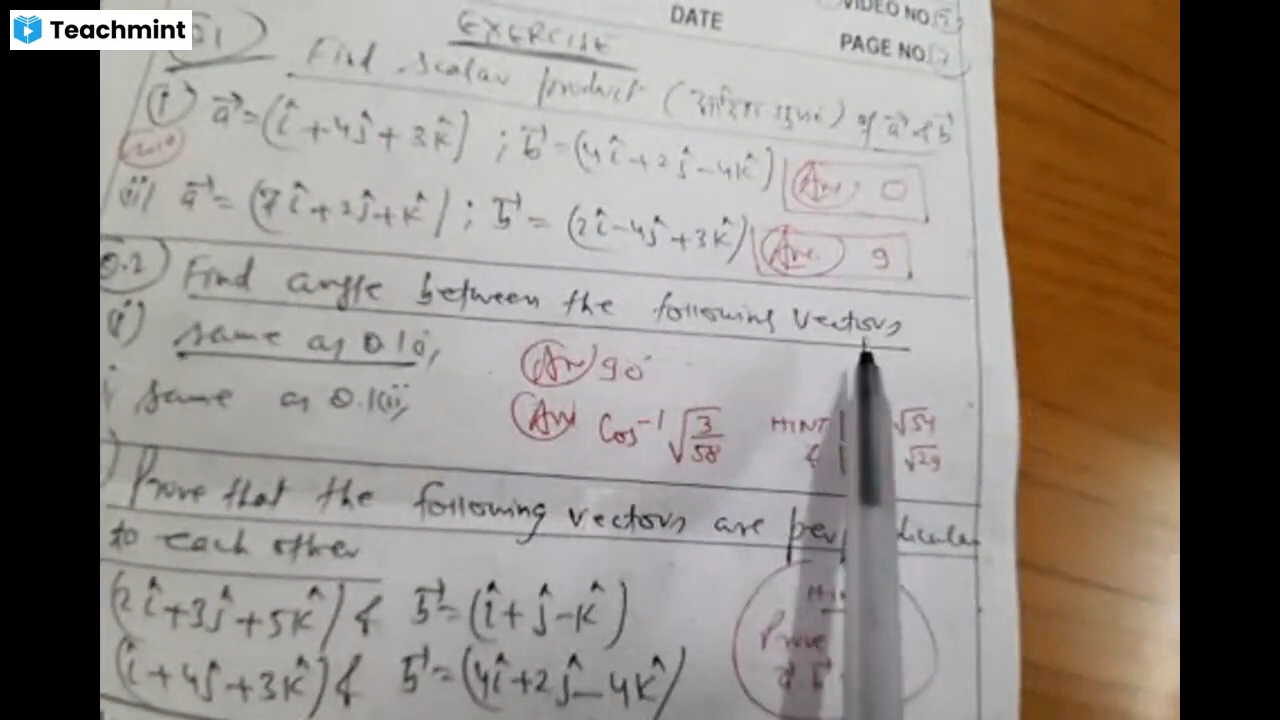 Teachmint
DATE
VIDEO NO.
PAGE NO.
EXERCISE
Find scalar product (अदिश गुणन) of a⃗ & b⃗
(i) a⃗ = (î + 4ĵ + 3k̂) ; b⃗ = (4î + 2ĵ - 4k̂) Ans. 0
(ii) a⃗ = (7î + 2ĵ + k̂) ; b⃗ = (2î - 4ĵ + 3k̂) Ans. 9
Q.2) Find angle between the following vectors
(i) same as Q.1(i), Ans 90°
same as Q.1(ii), Ans Cos⁻¹ √(3/58) HINT √54
& √29
Prove that the following vectors are
to each other
(2î + 3ĵ + 5k̂) & b⃗ = (î + ĵ - k̂)
Prove
(î + 4ĵ + 3k̂) & b⃗ = (4î + 2ĵ - 4k̂) a⃗.b⃗